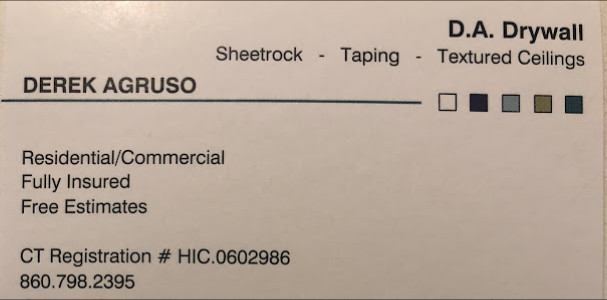 D.A. Drywall
Sheetrock - Taping - Textured Ceilings
DEREK AGRUSO
Residential/Commercial
Fully Insured
Free Estimates
CT Registration # HIC.0602986
860.798.2395